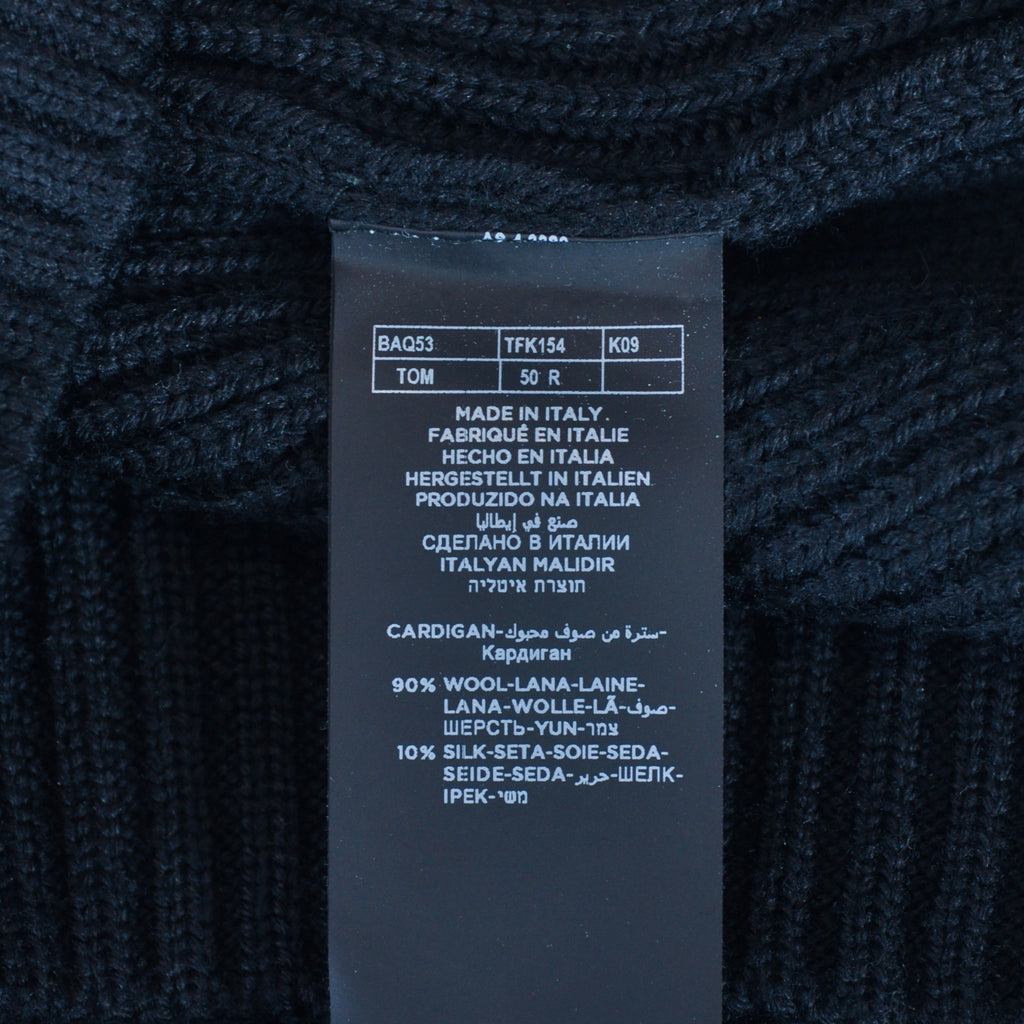 BAQ53 TFK154 K09
TOM 50 R
MADE IN ITALY.
FABRIQUÉ EN ITALIE
HECHO EN ITALIA
HERGESTELLT IN ITALIEN
PRODUZIDO NA ITALIA
صنع في إيطاليا
СДЕЛАНО В ИТАЛИИ
ITALYAN MALIDIR
תוצרת איטליה
CARDIGAN-سترة من صوف محبوك-
Кардиган
90% WOOL-LANA-LAINE-
LANA-WOLLE-LÃ-صوف-
ШЕРСТЬ-YUN-צמר
10% SILK-SETA-SOIE-SEDA-
SEIDE-SEDA-حرير-ШЕЛК-
IPEK-משי